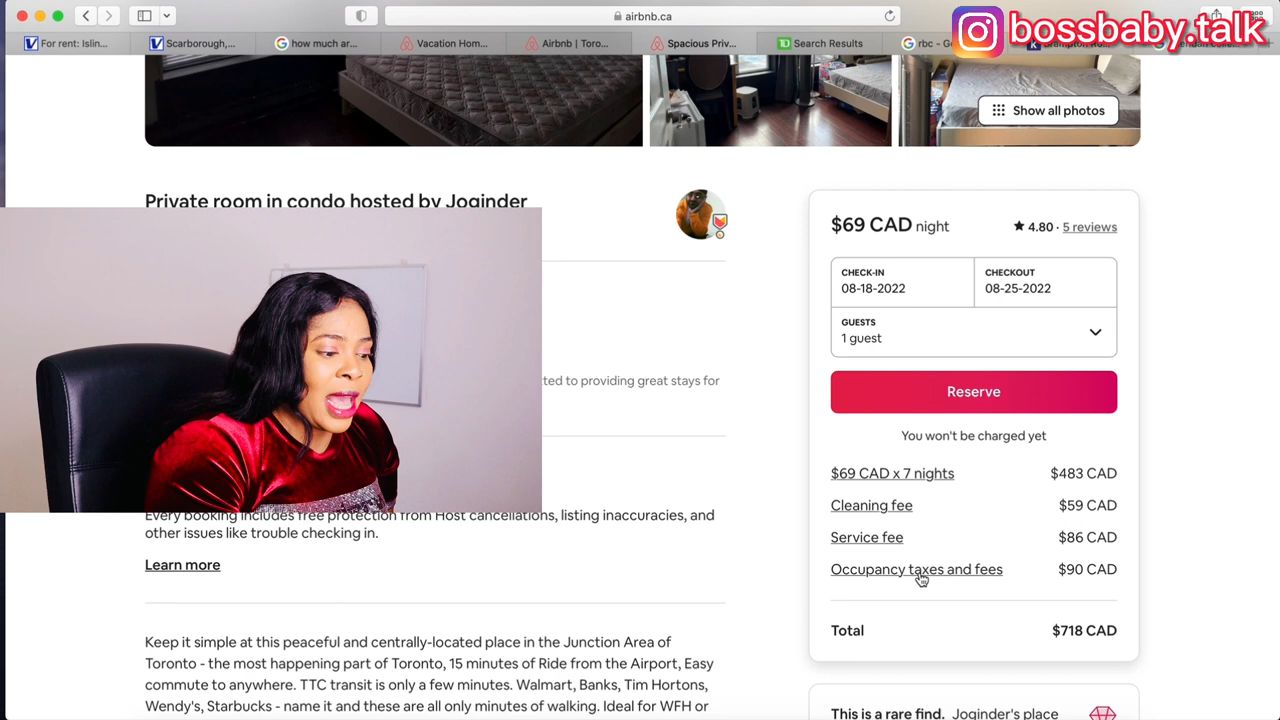 airbnb.ca
bossbaby.talk
For rent: Islin...
Scarborough,...
how much ar...
Vacation Hom...
Airbnb | Toro...
Spacious Priv...
Search Results
Show all photos
Private room in condo hosted by Joginder
ted to providing great stays for
Every booking includes free protection from Host cancellations, listing inaccuracies, and
other issues like trouble checking in.
Learn more
Keep it simple at this peaceful and centrally-located place in the Junction Area of
Toronto - the most happening part of Toronto, 15 minutes of Ride from the Airport, Easy
commute to anywhere. TTC transit is only a few minutes. Walmart, Banks, Tim Hortons,
Wendy's, Starbucks - name it and these are all only minutes of walking. Ideal for WFH or
$69 CAD night
★ 4.80 · 5 reviews
CHECK-IN
08-18-2022
CHECKOUT
08-25-2022
GUESTS
1 guest
Reserve
You won't be charged yet
$69 CAD x 7 nights $483 CAD
Cleaning fee $59 CAD
Service fee $86 CAD
Occupancy taxes and fees $90 CAD
Total $718 CAD
This is a rare find. Joginder's place